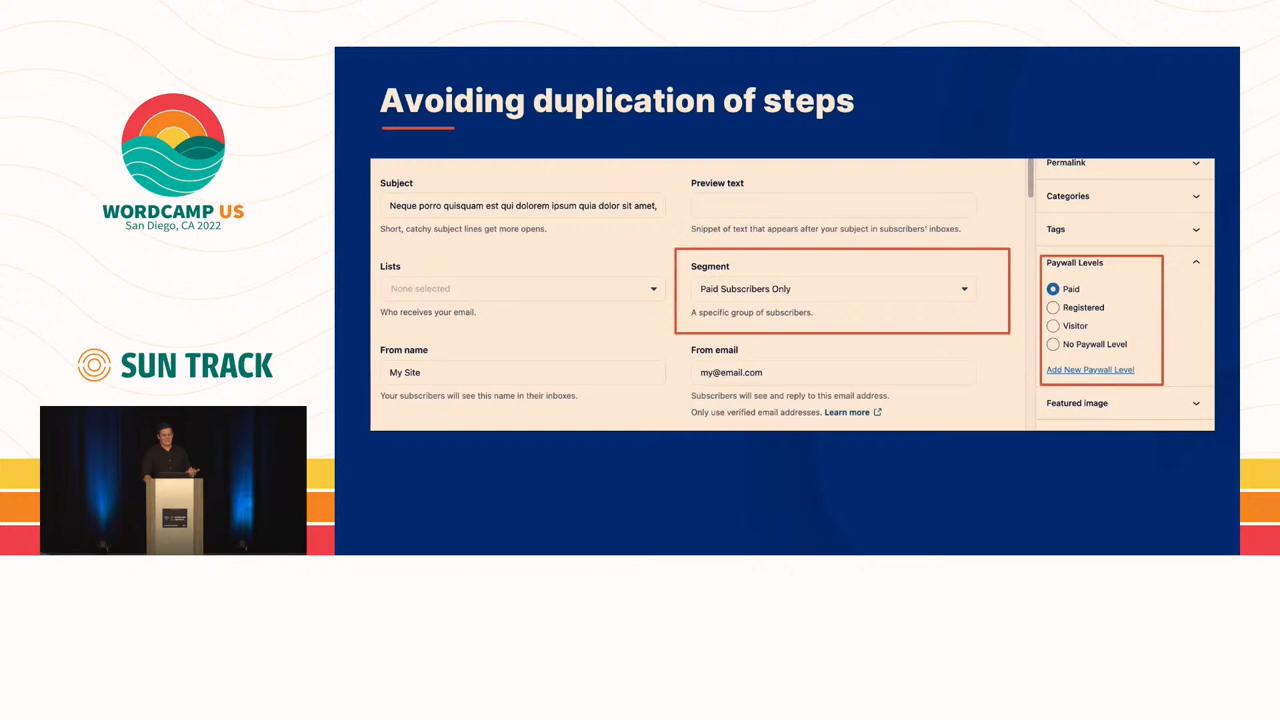 WORDCAMP US
San Diego, CA 2022
SUN TRACK
Avoiding duplication of steps
Subject
Neque porro quisquam est qui dolorem ipsum quia dolor sit amet,
Short, catchy subject lines get more opens.
Preview text
Snippet of text that appears after your subject in subscribers' inboxes.
Lists
None selected
Who receives your email.
Segment
Paid Subscribers Only
A specific group of subscribers.
From name
My Site
Your subscribers will see this name in their inboxes.
From email
my@email.com
Subscribers will see and reply to this email address.
Only use verified email addresses. Learn more
Permalink
Categories
Tags
Paywall Levels
Paid
Registered
Visitor
No Paywall Level
Add New Paywall Level
Featured image